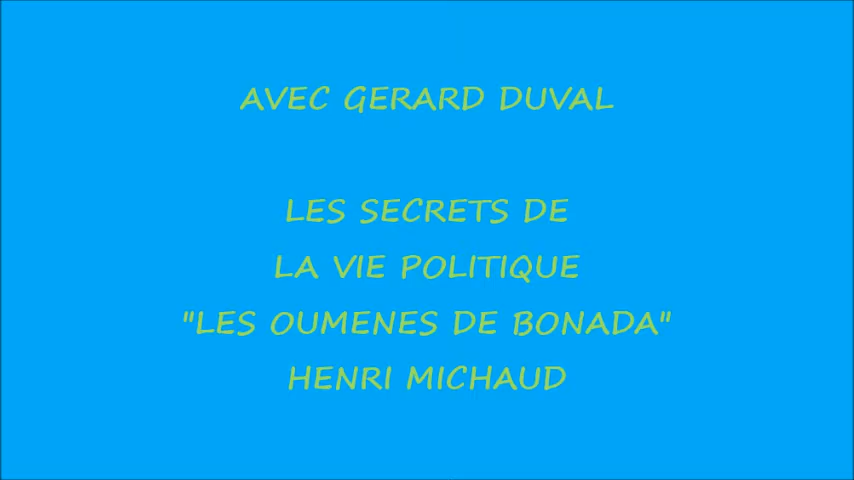 AVEC GERARD DUVAL
LES SECRETS DE
LA VIE POLITIQUE
"LES OUMENES DE BONADA"
HENRI MICHAUD